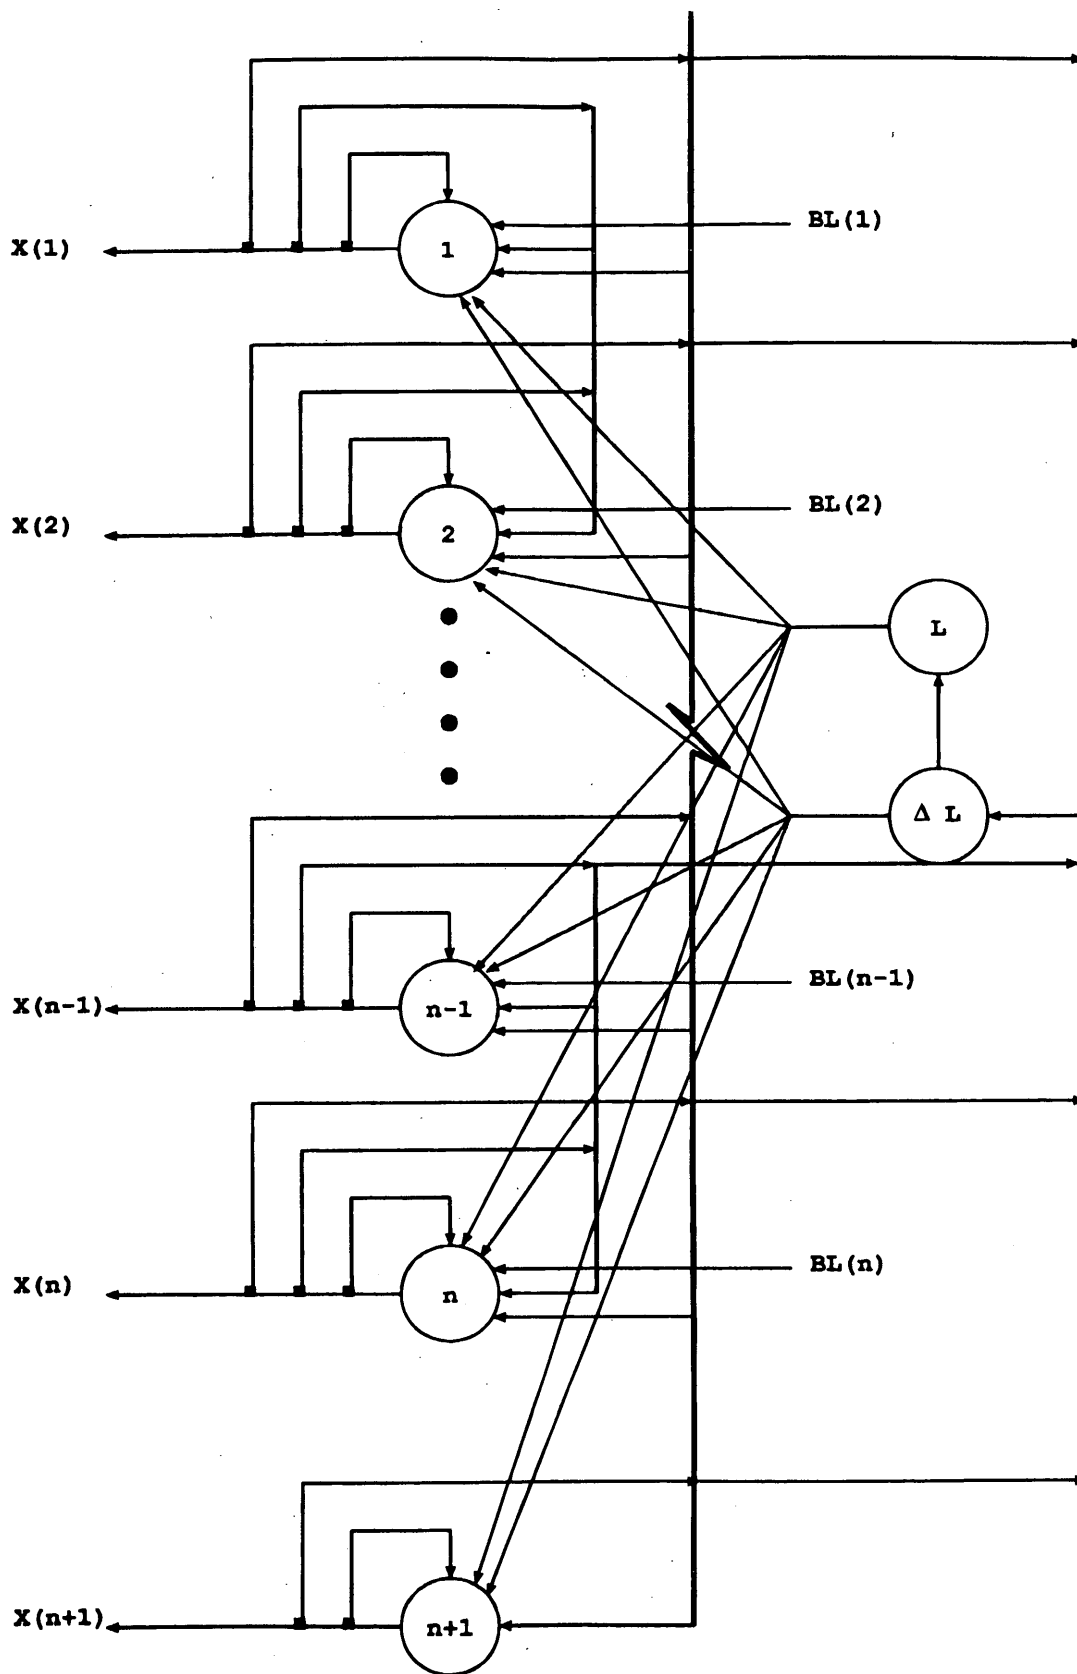 BL(1)
X(1)
1
BL(2)
X(2)
2
L
Δ L
BL(n-1)
X(n-1)
n-1
BL(n)
X(n)
n
X(n+1)
n+1